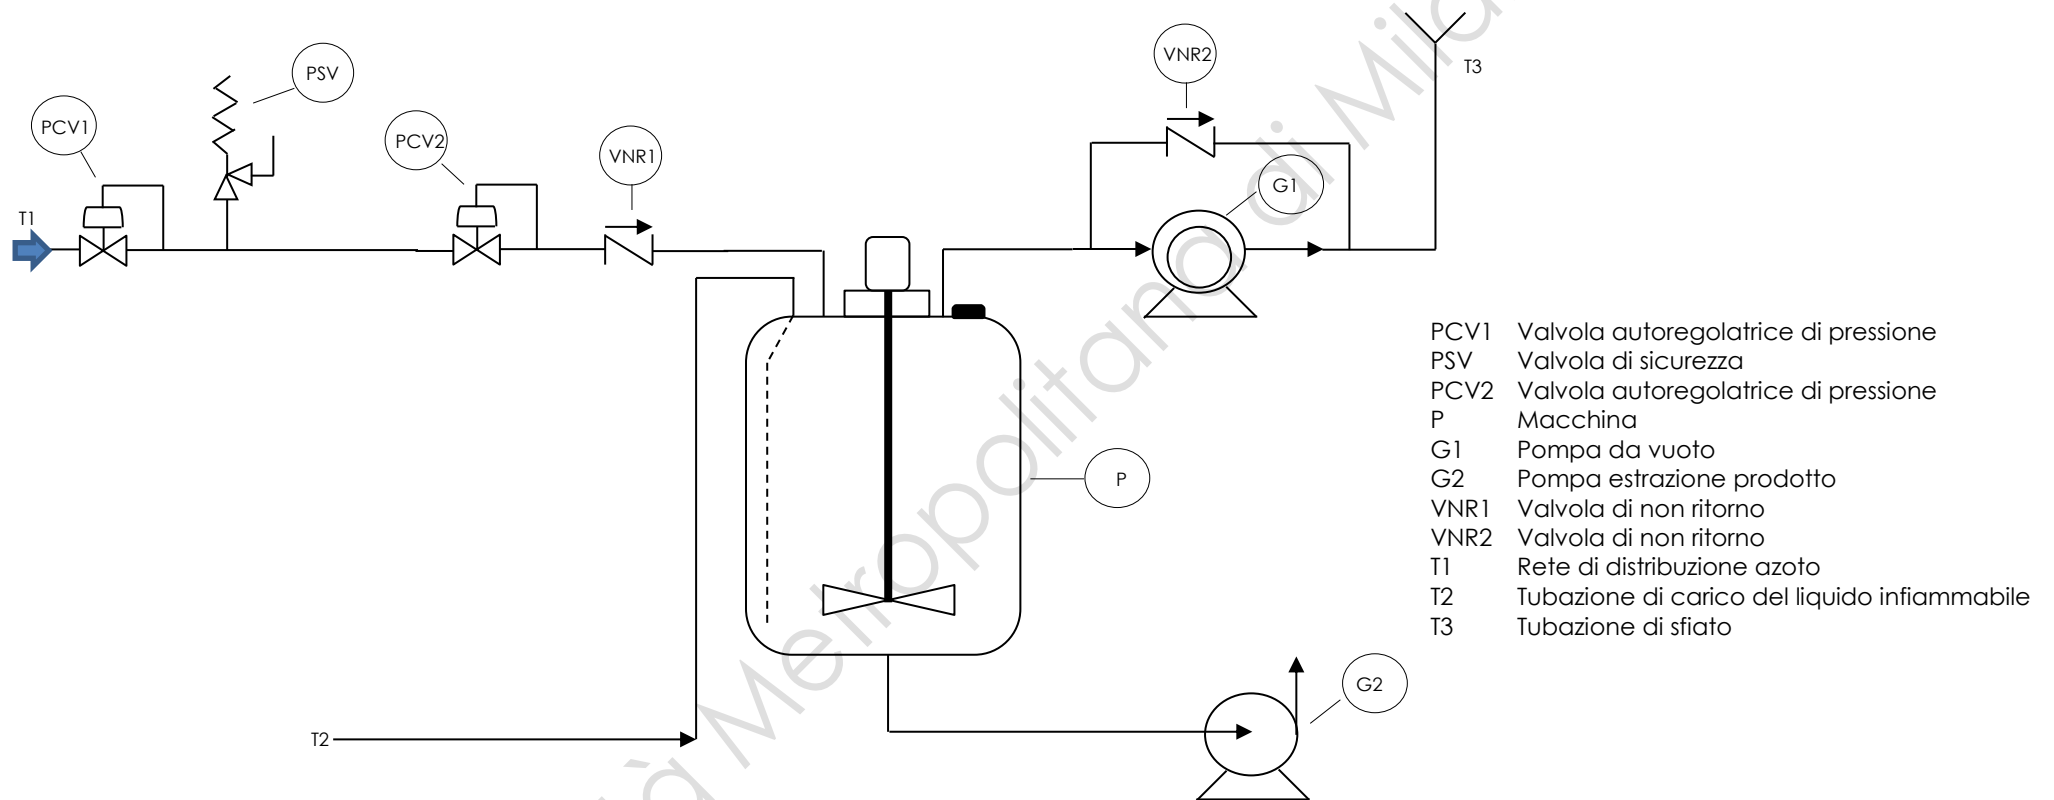 PSV
PCV1
PCV2
VNR1
VNR2
T3
G1
T1
P
PCV1 Valvola autoregolatrice di pressione
PSV Valvola di sicurezza
PCV2 Valvola autoregolatrice di pressione
P Macchina
G1 Pompa da vuoto
G2 Pompa estrazione prodotto
VNR1 Valvola di non ritorno
VNR2 Valvola di non ritorno
T1 Rete di distribuzione azoto
T2 Tubazione di carico del liquido infiammabile
T3 Tubazione di sfiato
G2
T2
Metropolitana di